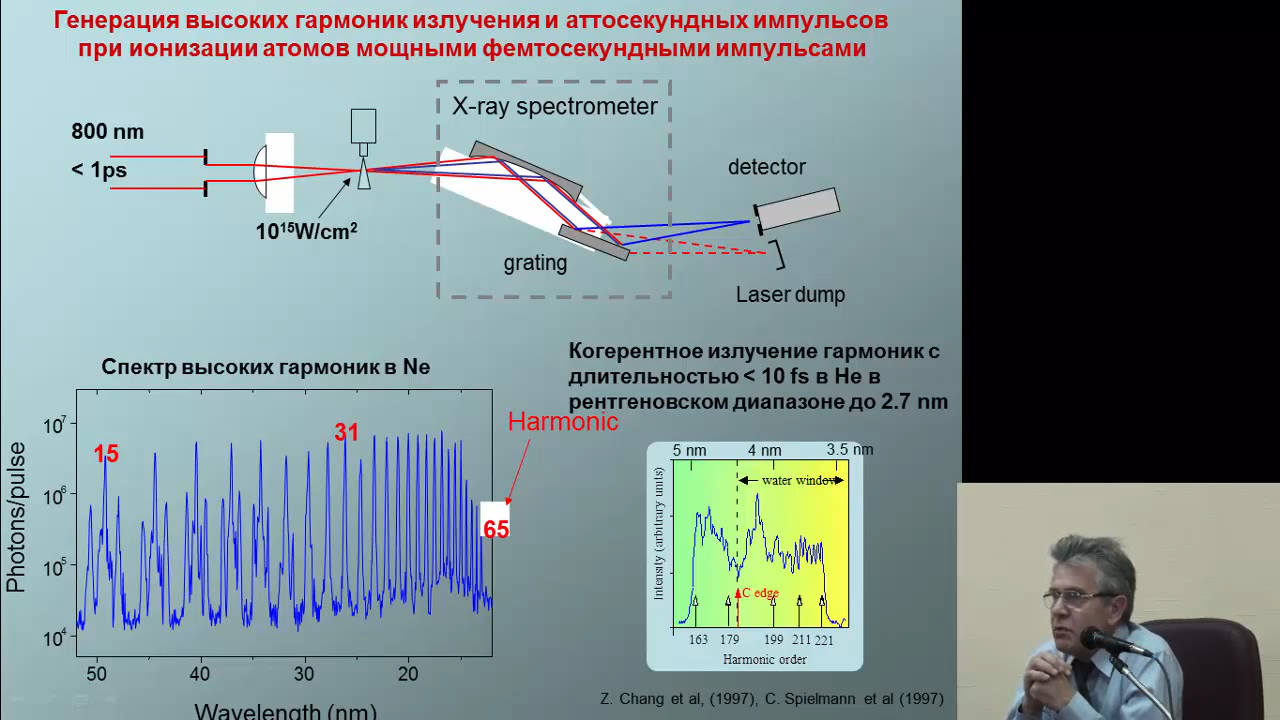 Генерация высоких гармоник излучения и аттосекундных импульсов
при ионизации атомов мощными фемтосекундными импульсами
X-ray spectrometer
800 nm
< 1ps
detector
10¹⁵W/cm²
grating
Laser dump
Спектр высоких гармоник в Ne
Когерентное излучение гармоник с
длительностью < 10 fs в He в
рентгеновском диапазоне до 2.7 nm
Harmonic
15
31
65
Photons/pulse
10⁷
10⁶
10⁵
10⁴
50 40 30 20
Wavelength (nm)
5 nm 4 nm 3.5 nm
water window
Intensity (arbitrary units)
C edge
163 179 199 211 221
Harmonic order
Z. Chang et al, (1997), C. Spielmann et al (1997)